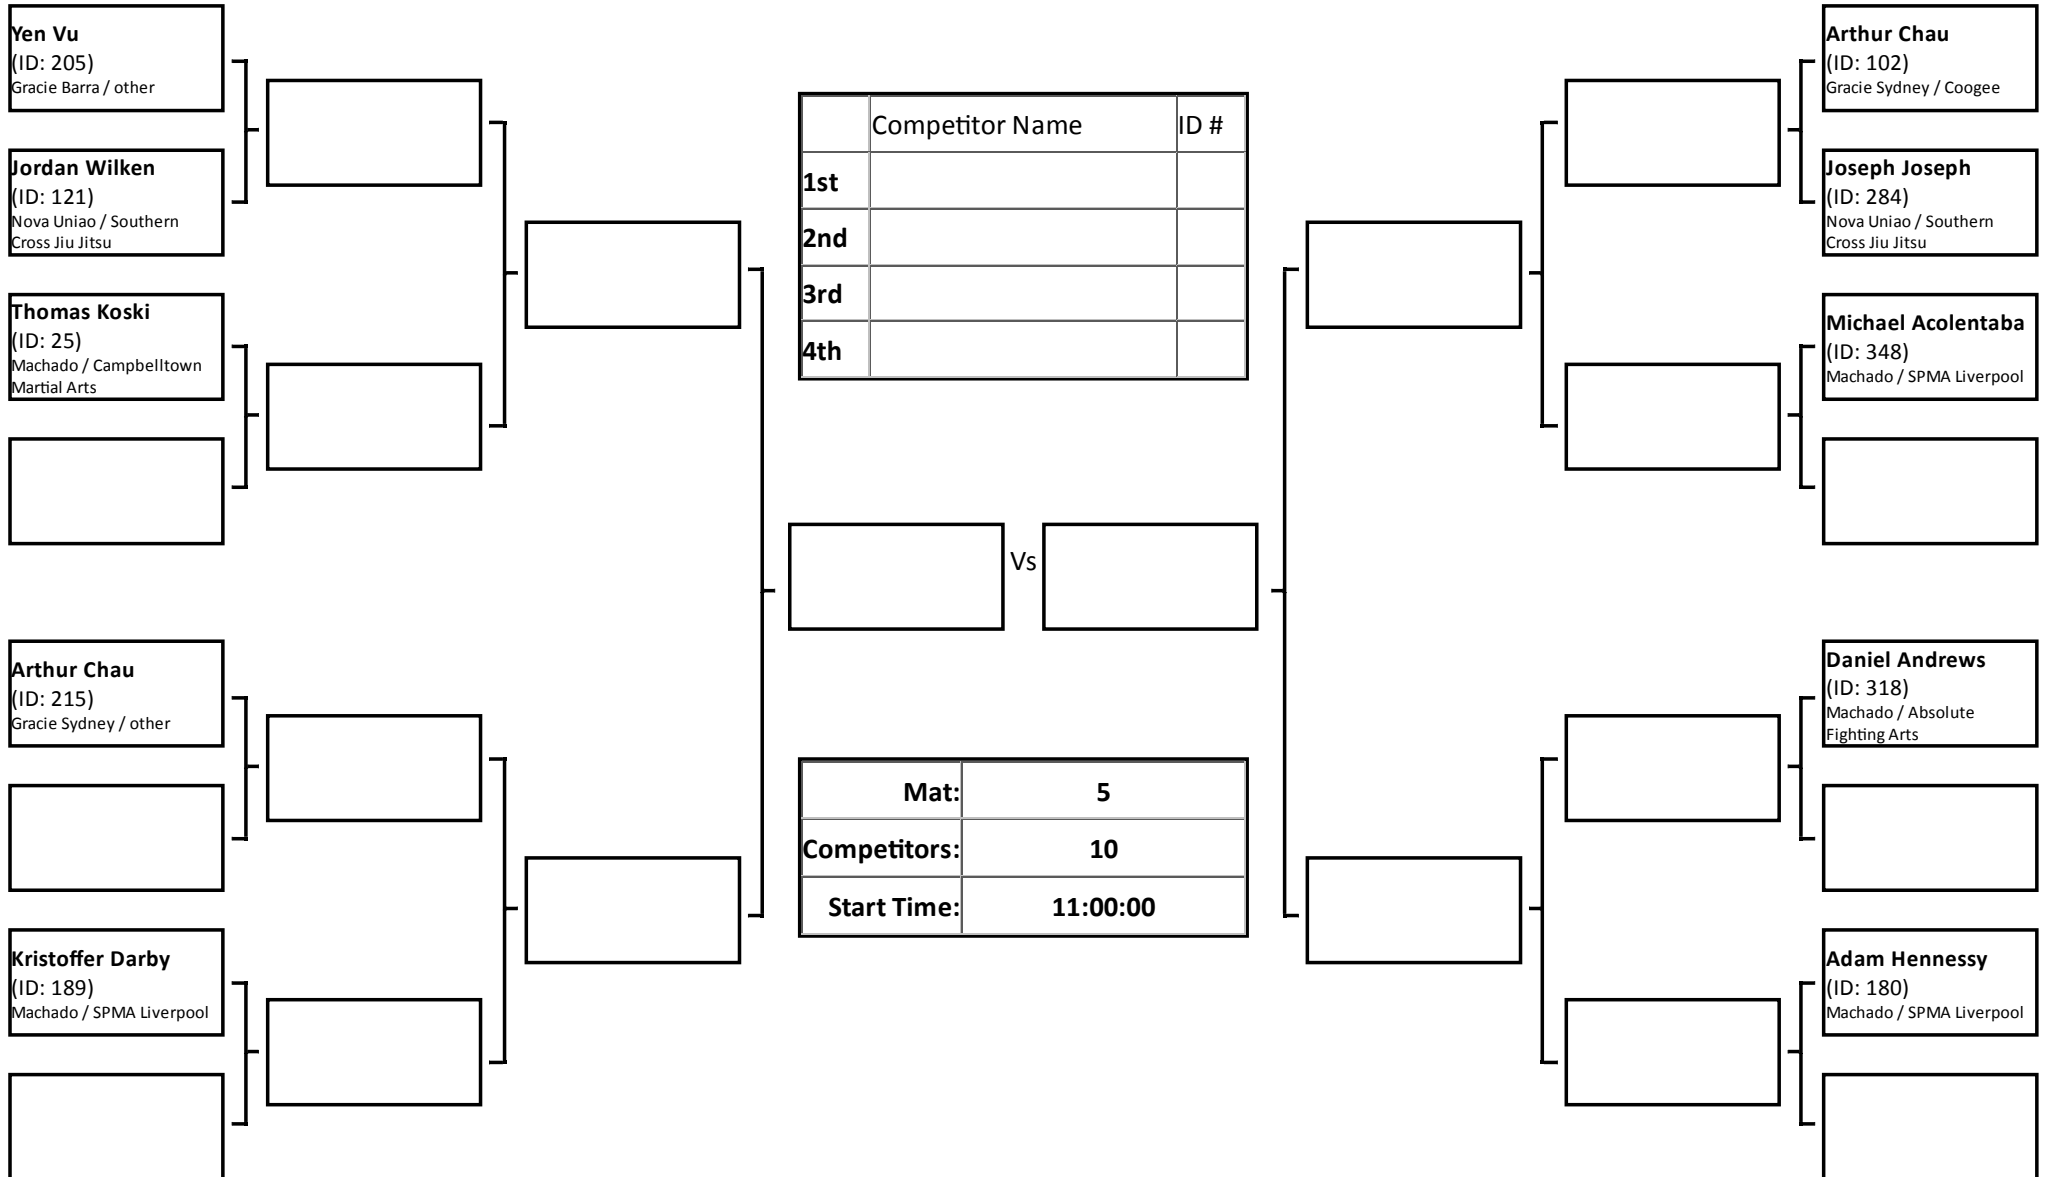 Yen Vu
(ID: 205)
Gracie Barra / other
Jordan Wilken
(ID: 121)
Nova Uniao / Southern
Cross Jiu Jitsu
Thomas Koski
(ID: 25)
Machado / Campbelltown
Martial Arts
Arthur Chau
(ID: 215)
Gracie Sydney / other
Kristoffer Darby
(ID: 189)
Machado / SPMA Liverpool
Competitor Name ID #
1st
2nd
3rd
4th
Vs
Mat: 5
Competitors: 10
Start Time: 11:00:00
Arthur Chau
(ID: 102)
Gracie Sydney / Coogee
Joseph Joseph
(ID: 284)
Nova Uniao / Southern
Cross Jiu Jitsu
Michael Acolentaba
(ID: 348)
Machado / SPMA Liverpool
Daniel Andrews
(ID: 318)
Machado / Absolute
Fighting Arts
Adam Hennessy
(ID: 180)
Machado / SPMA Liverpool